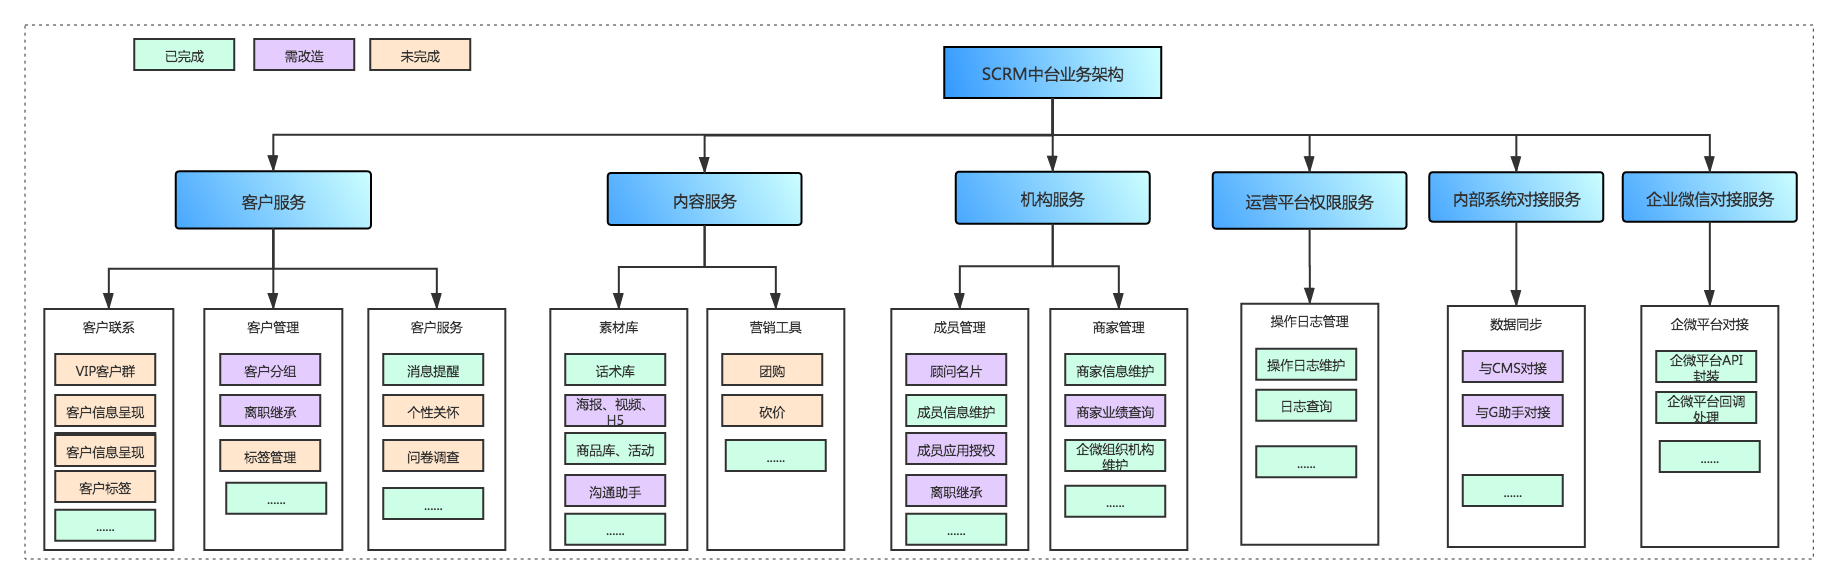 已完成
需改造
未完成
SCRM中台业务架构
客户服务
内容服务
机构服务
运营平台权限服务
内部系统对接服务
企业微信对接服务
客户联系
VIP客户群
客户信息呈现
客户信息呈现
客户标签
......
客户管理
客户分组
离职继承
标签管理
......
客户服务
消息提醒
个性关怀
问卷调查
......
素材库
话术库
海报、视频、
H5
商品库、活动
沟通助手
......
营销工具
团购
砍价
......
成员管理
顾问名片
成员信息维护
成员应用授权
离职继承
......
商家管理
商家信息维护
商家业绩查询
企微组织机构
维护
......
操作日志管理
操作日志维护
日志查询
......
数据同步
与CMS对接
与G助手对接
......
企微平台对接
企微平台API
封装
企微平台回调
处理
......